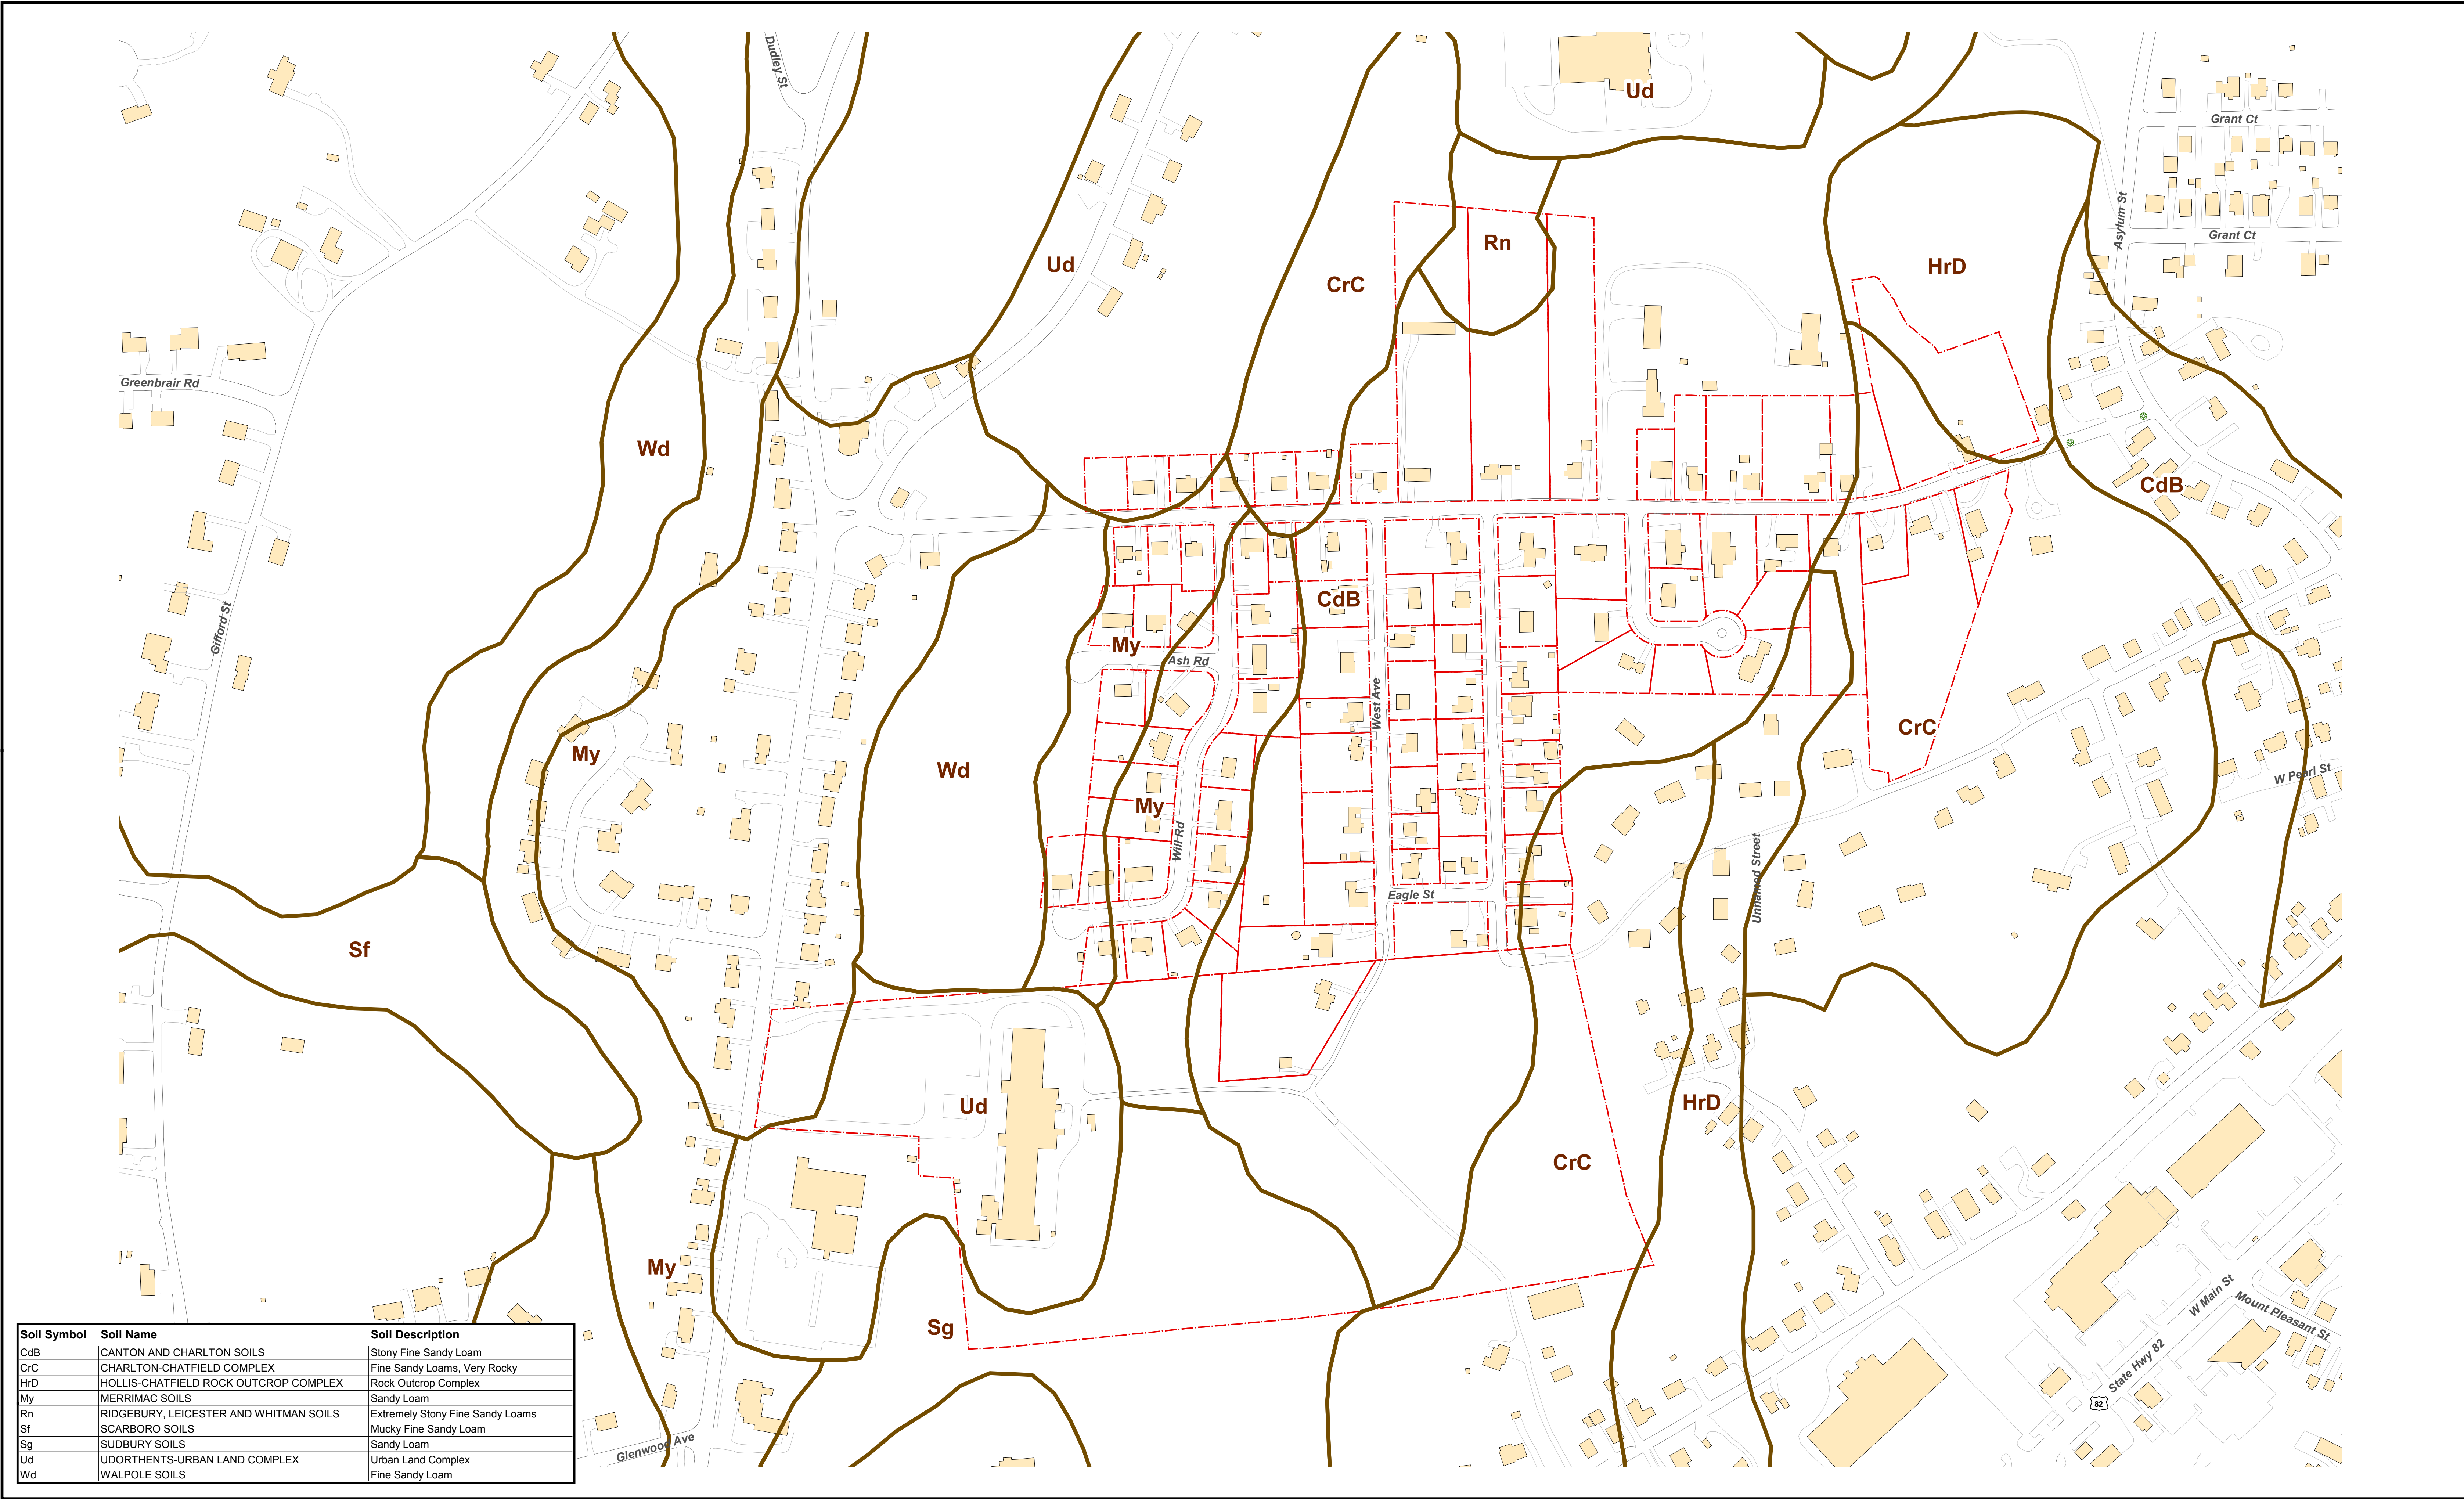 Dudley St
Ud
Grant Ct
Asylum St
Grant Ct
Rn
Ud
HrD
CrC
Greenbrair Rd
Wd
CdB
CdB
Gifford St
My
Ash Rd
West Ave
CrC
My
Wd
W Pearl St
My
Will Rd
Unnamed Street
Eagle St
Sf
Ud
HrD
CrC
My
Sg
W Main St
Mount Pleasant St
State Hwy 82
82
Glenwood Ave
Soil Symbol Soil Name Soil Description
CdB CANTON AND CHARLTON SOILS Stony Fine Sandy Loam
CrC CHARLTON-CHATFIELD COMPLEX Fine Sandy Loams, Very Rocky
HrD HOLLIS-CHATFIELD ROCK OUTCROP COMPLEX Rock Outcrop Complex
My MERRIMAC SOILS Sandy Loam
Rn RIDGEBURY, LEICESTER AND WHITMAN SOILS Extremely Stony Fine Sandy Loams
Sf SCARBORO SOILS Mucky Fine Sandy Loam
Sg SUDBURY SOILS Sandy Loam
Ud UDORTHENTS-URBAN LAND COMPLEX Urban Land Complex
Wd WALPOLE SOILS Fine Sandy Loam